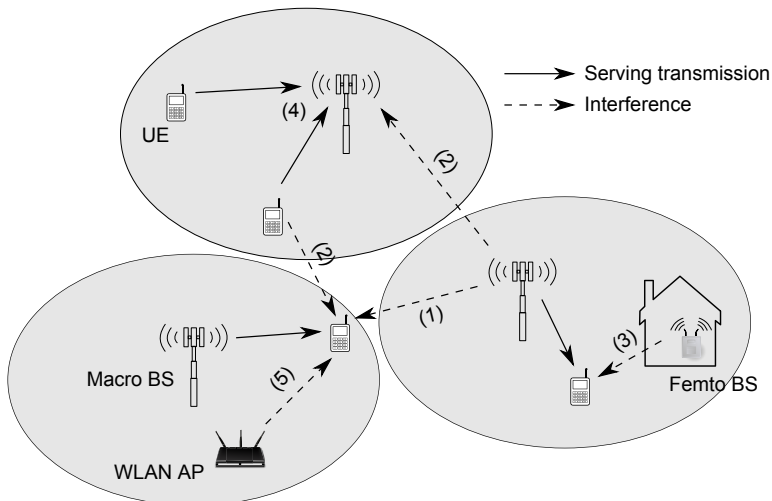 Serving transmission
Interference
(4)
UE
(2)
(2)
(1)
(3)
Macro BS
(5)
Femto BS
WLAN AP